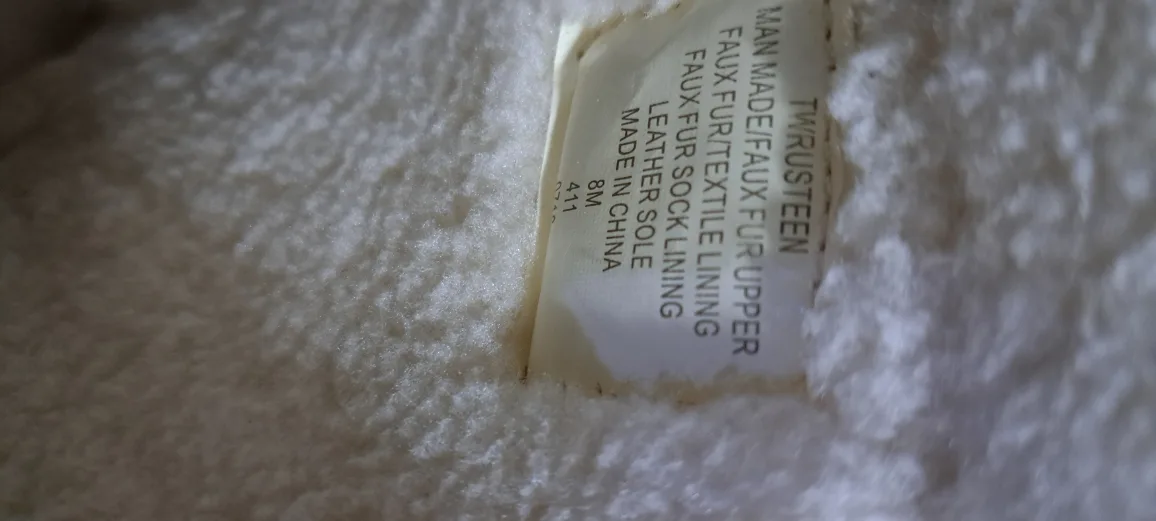 TWRUSTEEN
MAN MADE/FAUX FUR UPPER
FAUX FUR/TEXTILE LINING
FAUX FUR SOCK LINING
LEATHER SOLE
MADE IN CHINA
8M
411